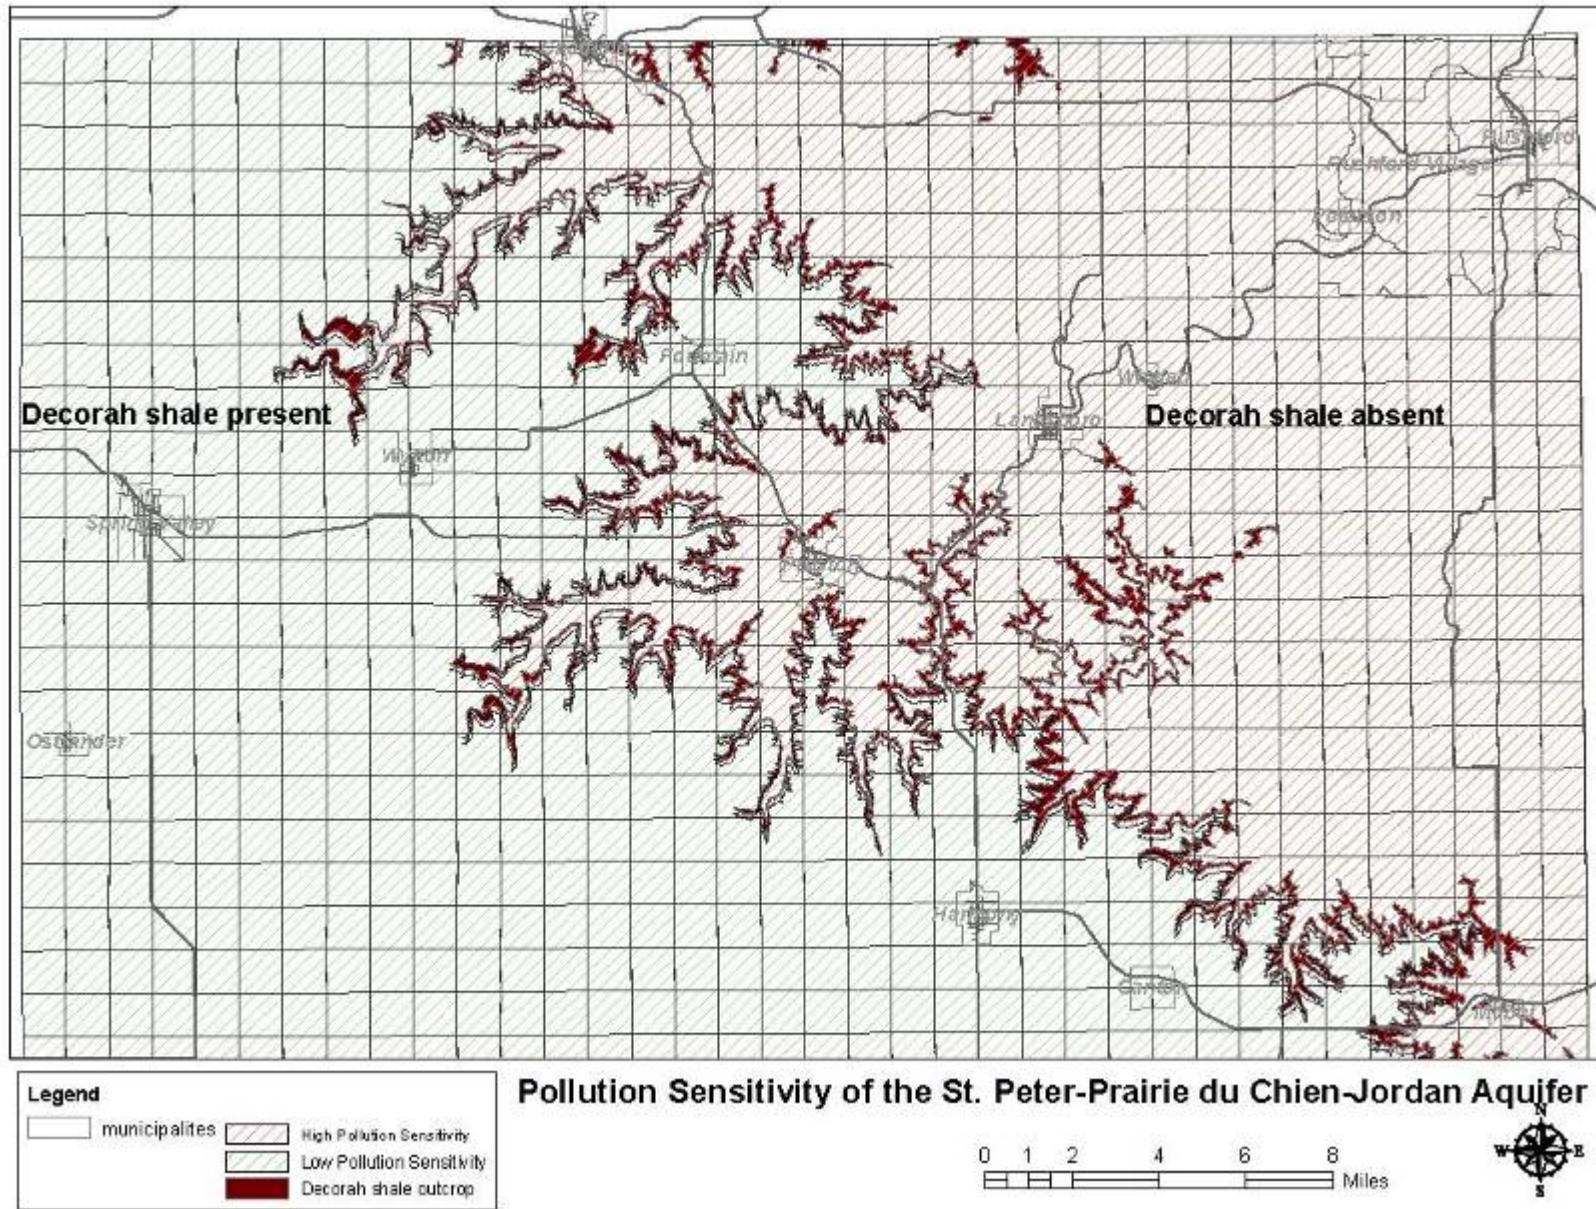 Rushford
Rushford Village
Peterson
Fountain
Whalan
Lanesboro
Decorah shale present
Decorah shale absent
Wykoff
Spring Valley
Preston
Ostrander
Harmony
Canton
Mabel
Legend
municipalites
High Pollution Sensitivity
Low Pollution Sensitivity
Decorah shale outcrop
Pollution Sensitivity of the St. Peter-Prairie du Chien-Jordan Aquifer
0 1 2 4 6 8
Miles
N
W E
S